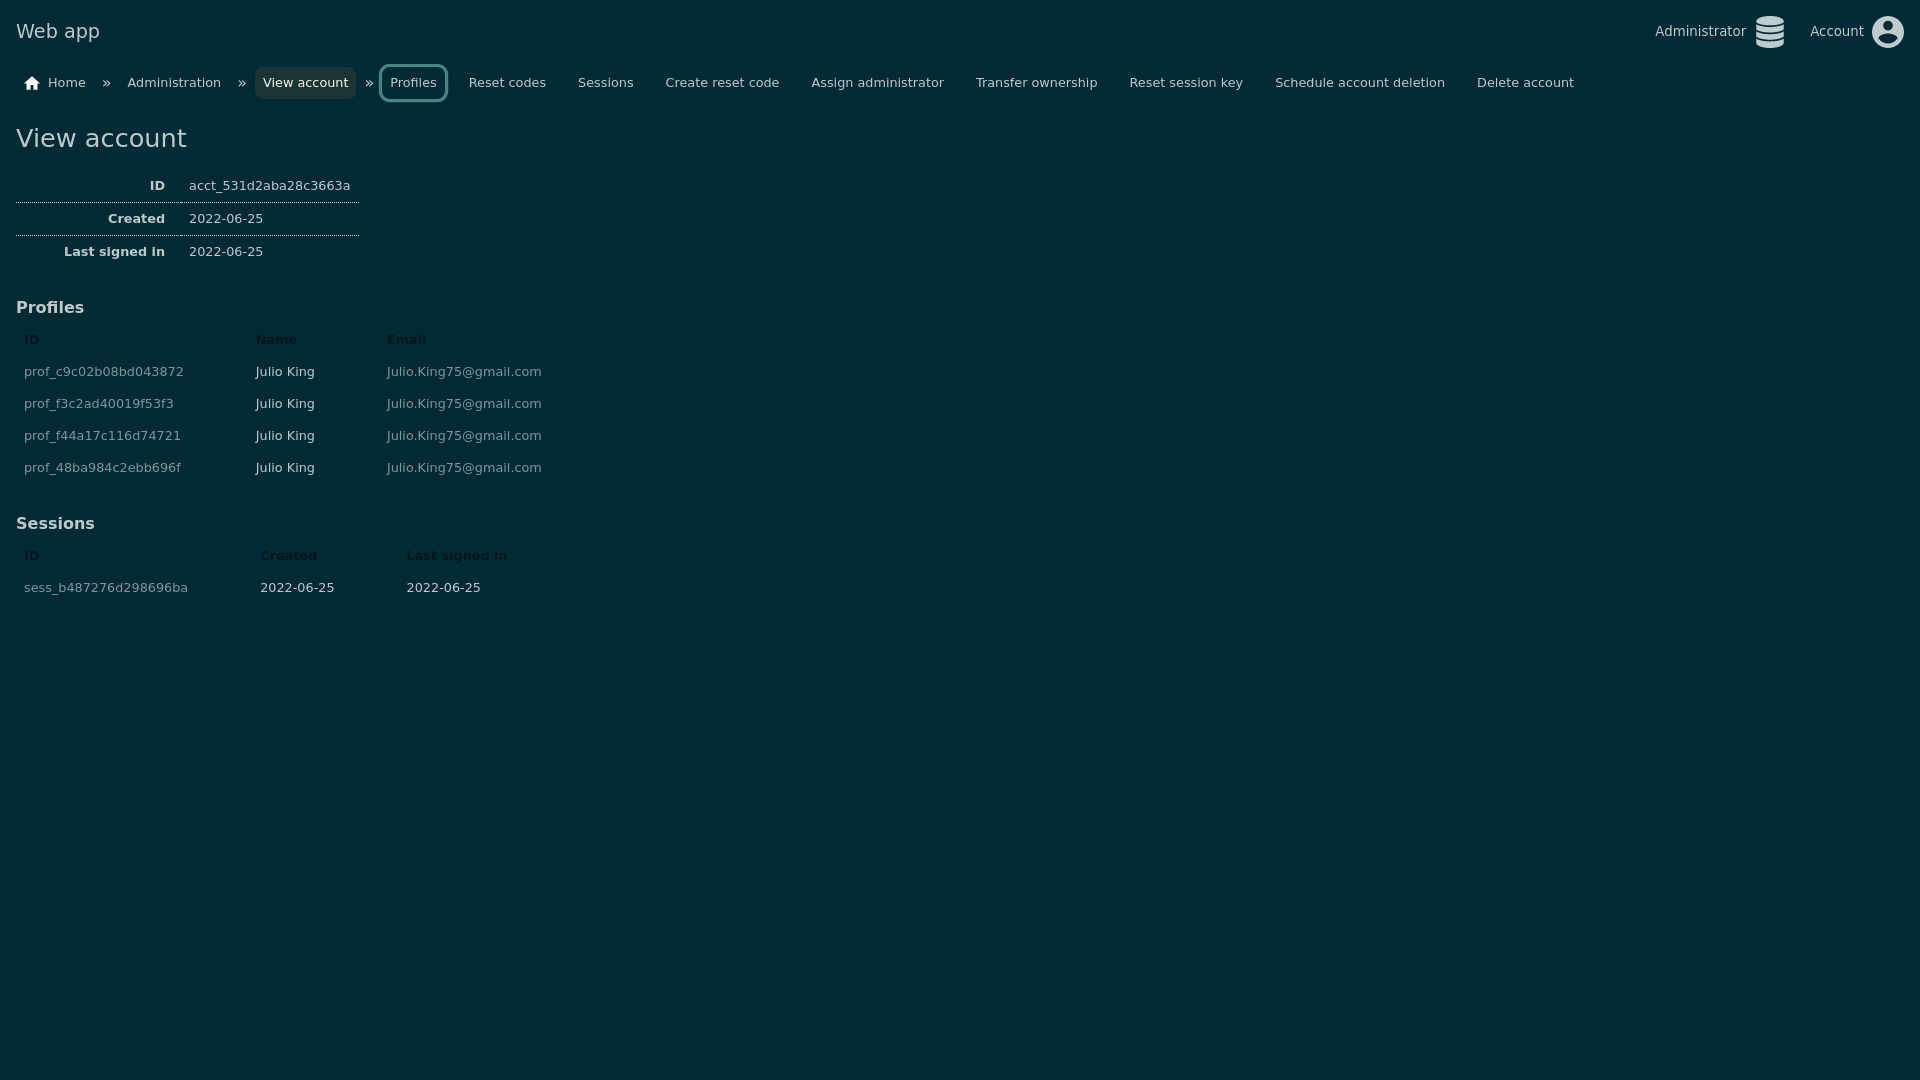 Web app
Administrator Account
Home » Administration » View account » Profiles Reset codes Sessions Create reset code Assign administrator Transfer ownership Reset session key Schedule account deletion Delete account
View account
ID acct_531d2aba28c3663a
Created 2022-06-25
Last signed in 2022-06-25
Profiles
ID Name Email
prof_c9c02b08bd043872 Julio King Julio.King75@gmail.com
prof_f3c2ad40019f53f3 Julio King Julio.King75@gmail.com
prof_f44a17c116d74721 Julio King Julio.King75@gmail.com
prof_48ba984c2ebb696f Julio King Julio.King75@gmail.com
Sessions
ID Created Last signed in
sess_b487276d298696ba 2022-06-25 2022-06-25